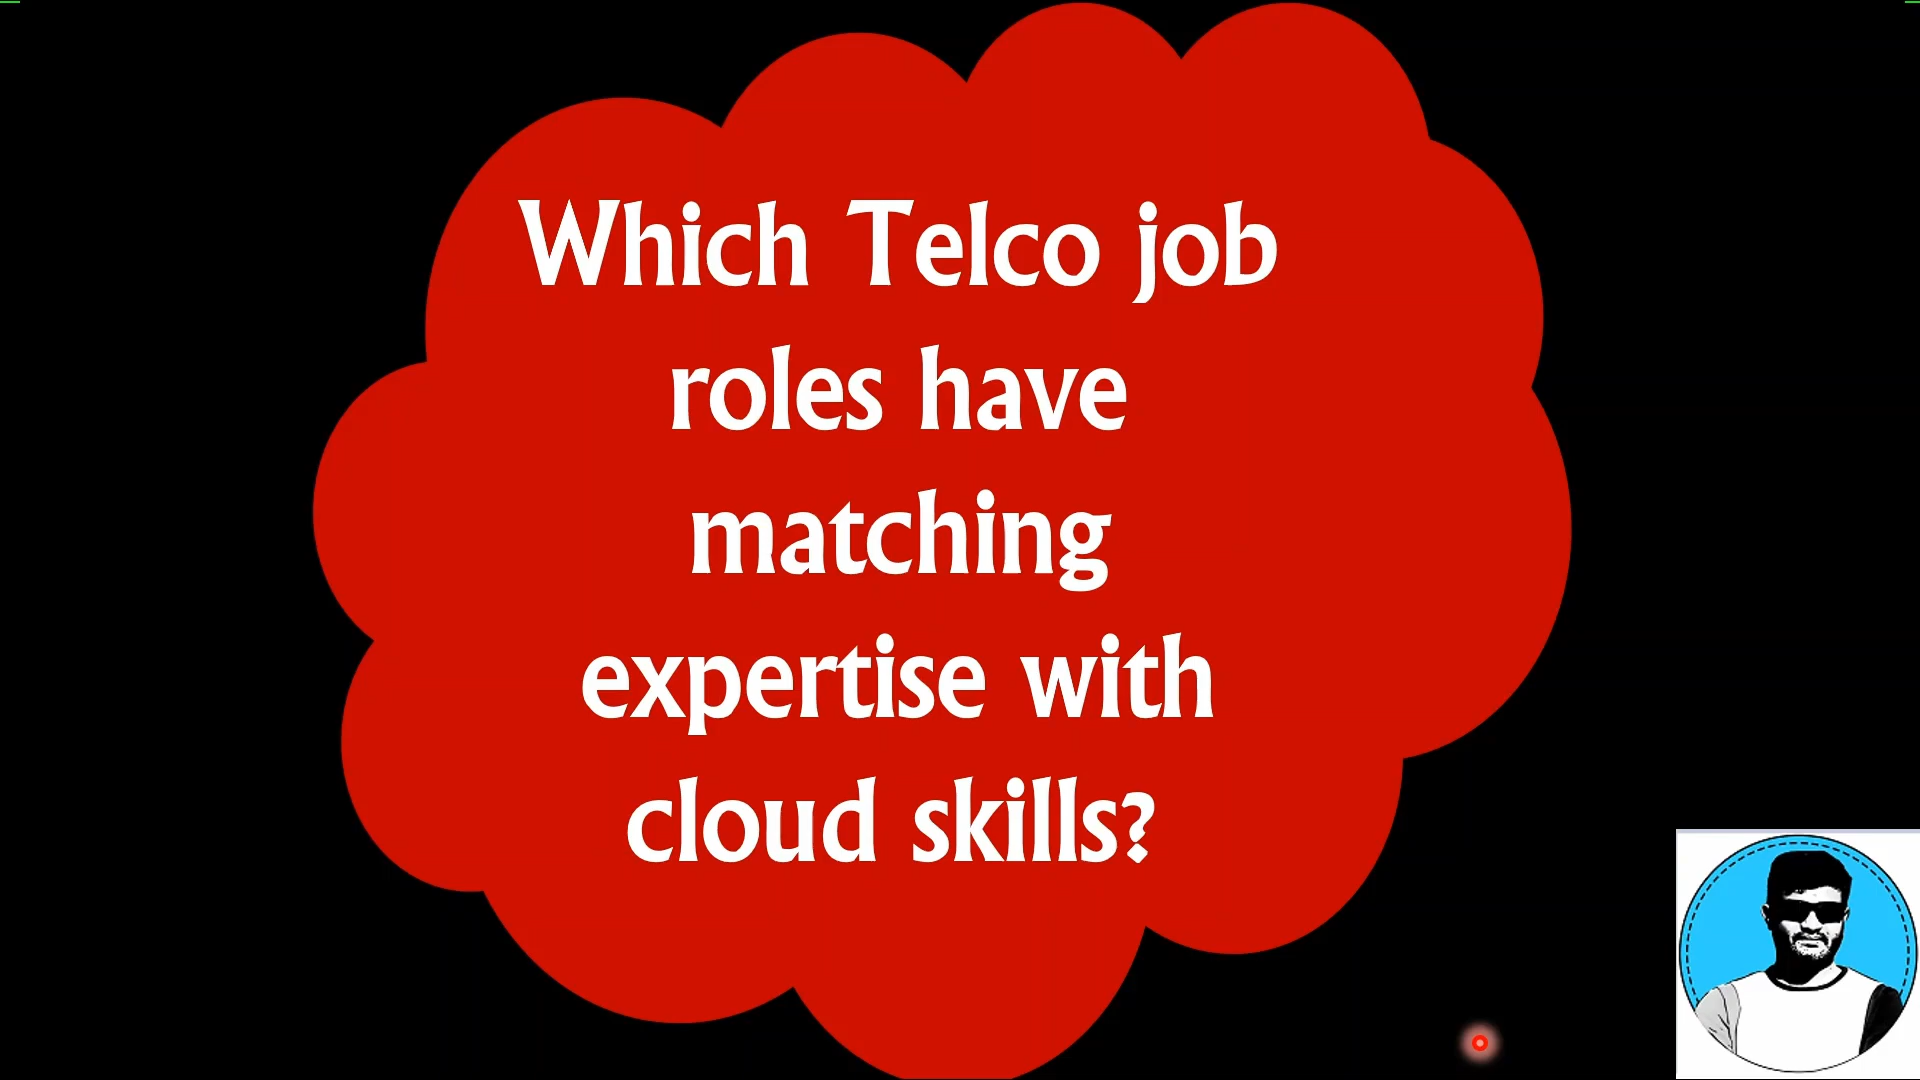 Which Telco job
roles have
matching
expertise with
cloud skills?